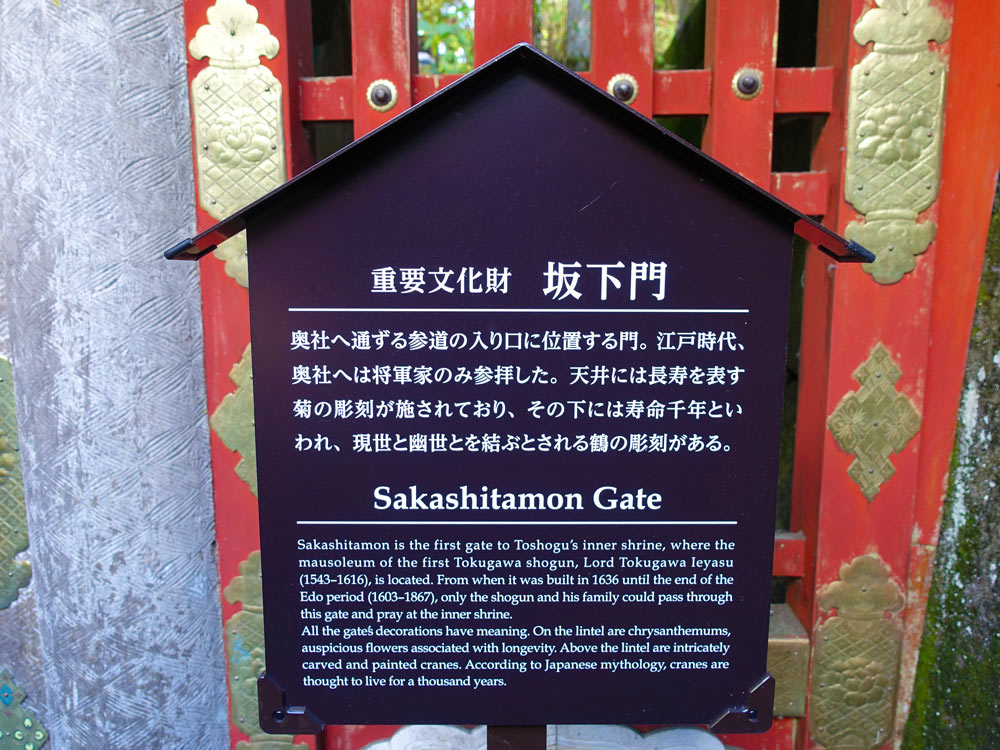 重要文化財 坂下門
奥社へ通ずる参道の入り口に位置する門。江戸時代、
奥社へは将軍家のみ参拝した。天井には長寿を表す
菊の彫刻が施されており、その下には寿命千年とい
われ、現世と幽世とを結ぶとされる鶴の彫刻がある。
Sakashitamon Gate
Sakashitamon is the first gate to Toshogu's inner shrine, where the
mausoleum of the first Tokugawa shogun, Lord Tokugawa Ieyasu
(1543–1616), is located. From when it was built in 1636 until the end of the
Edo period (1603–1867), only the shogun and his family could pass through
this gate and pray at the inner shrine.
All the gate's decorations have meaning. On the lintel are chrysanthemums,
auspicious flowers associated with longevity. Above the lintel are intricately
carved and painted cranes. According to Japanese mythology, cranes are
thought to live for a thousand years.